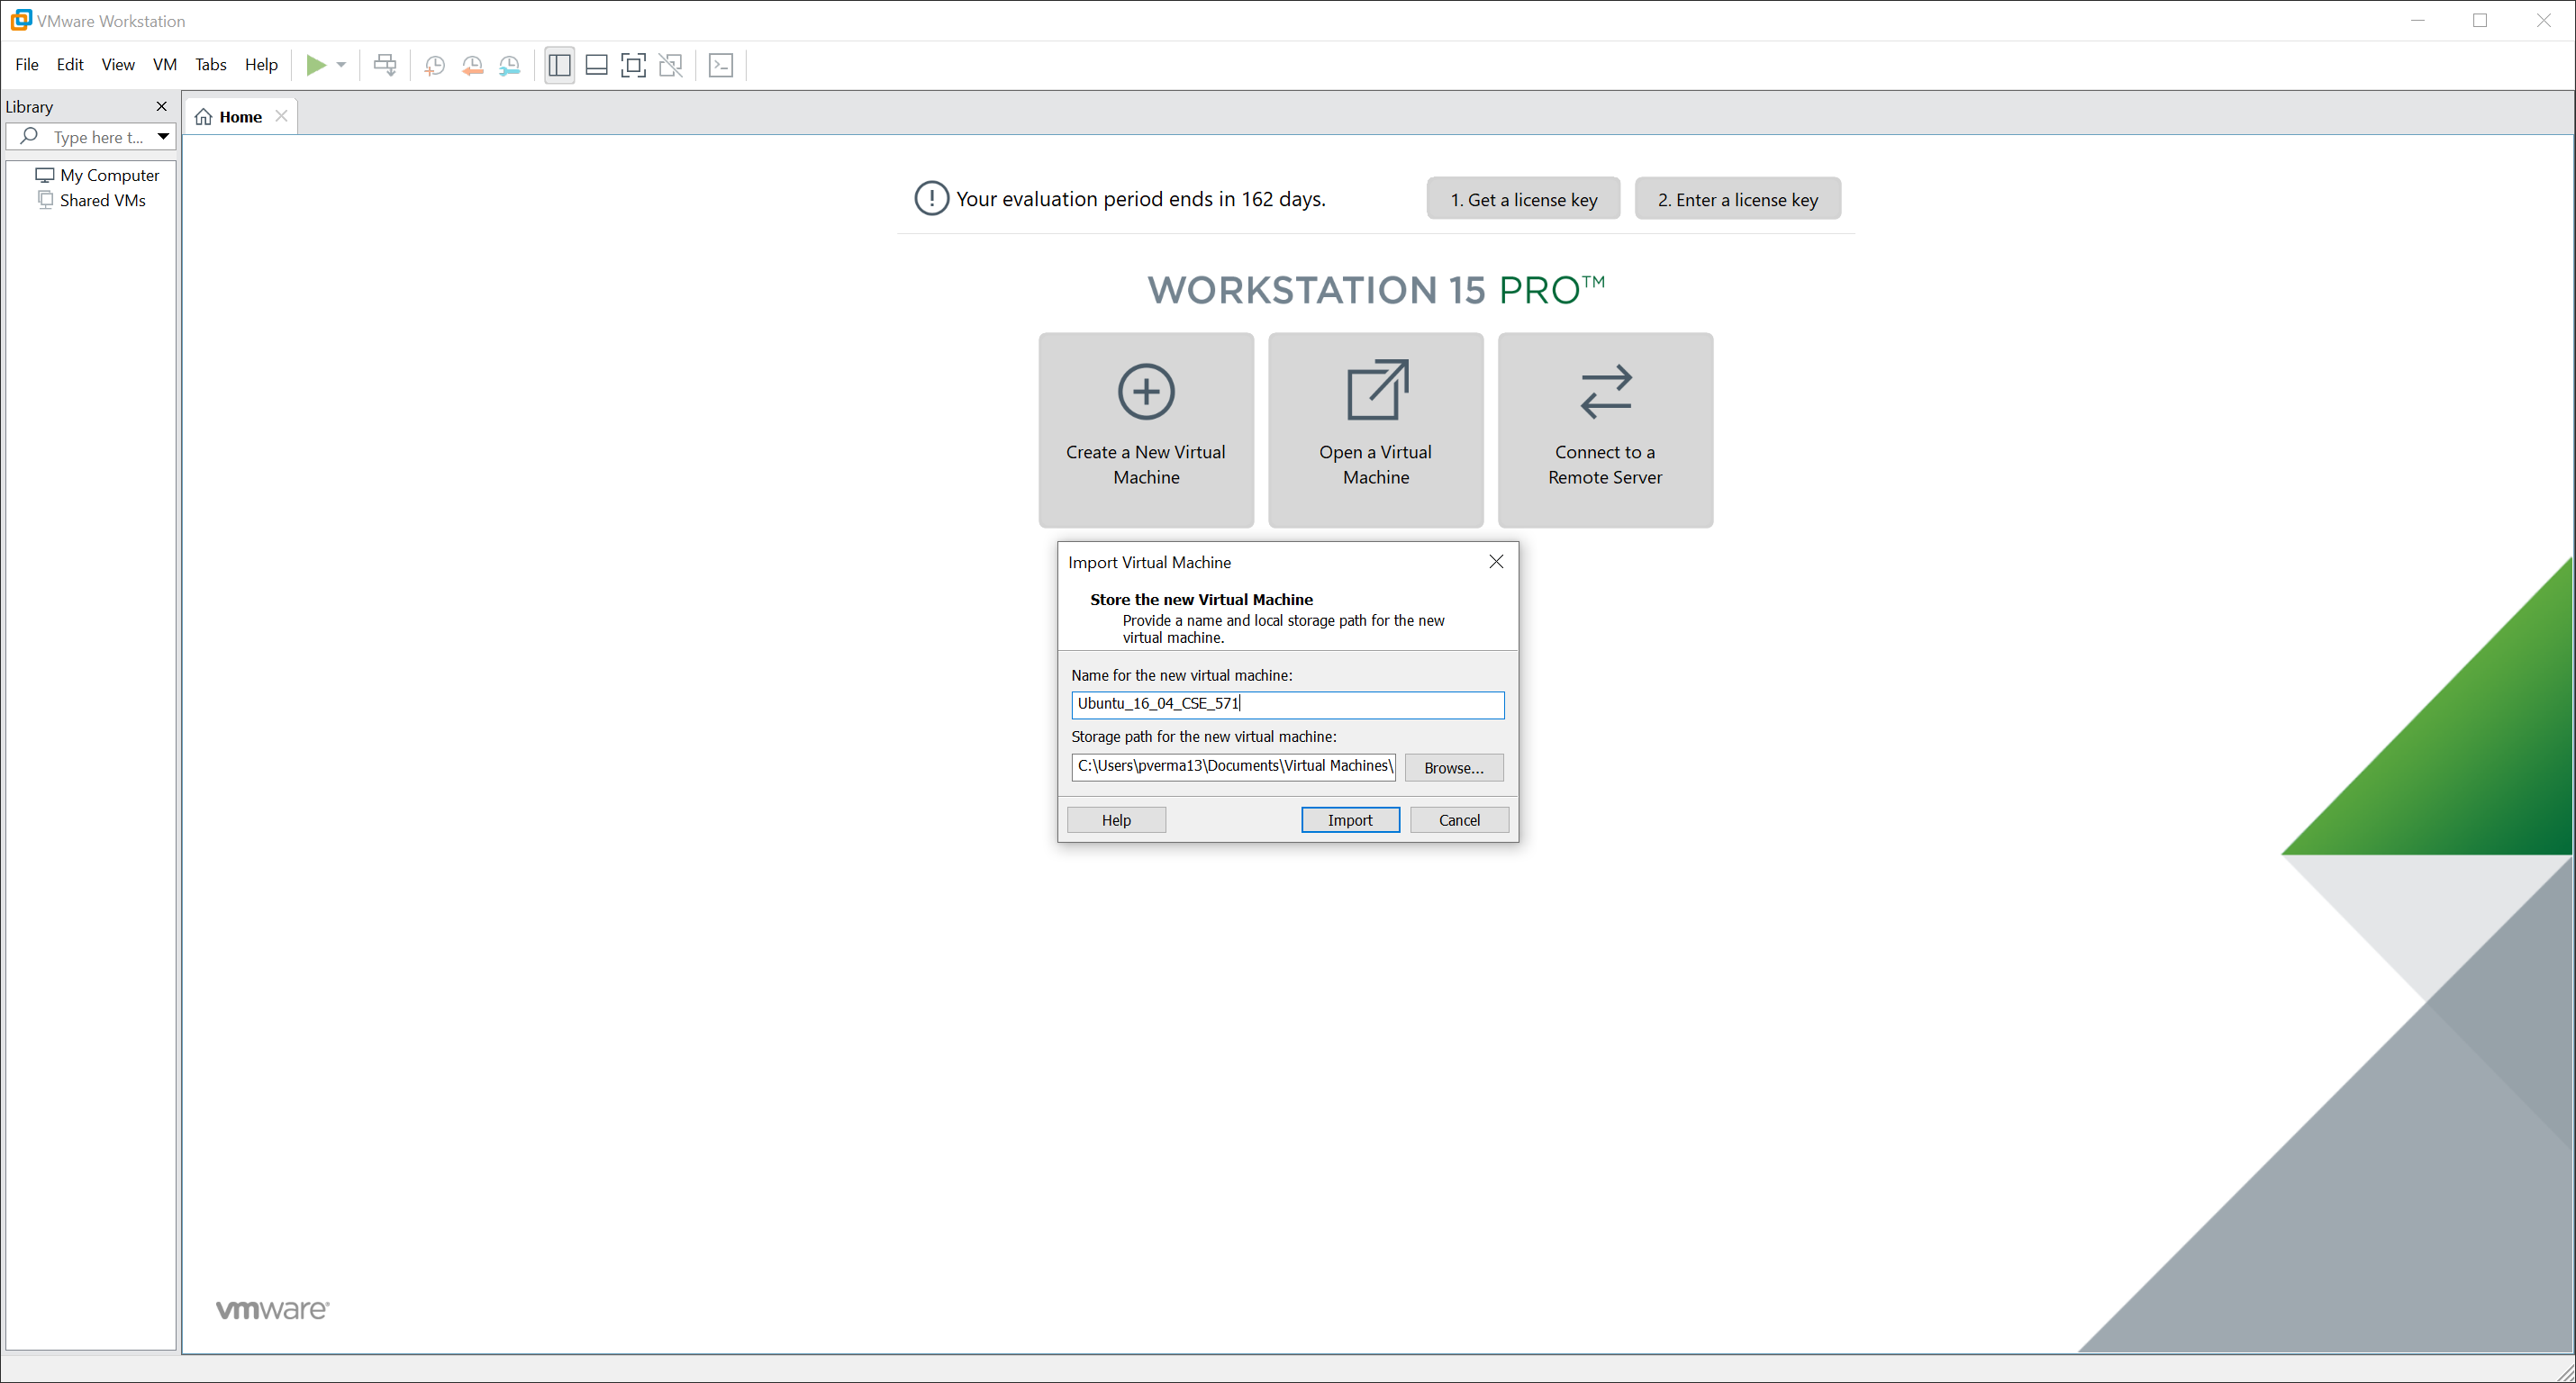 VMware Workstation
File Edit View VM Tabs Help
Library
Home
Type here t...
My Computer
Shared VMs
Your evaluation period ends in 162 days.
1. Get a license key
2. Enter a license key
WORKSTATION 15 PRO™
Create a New Virtual
Machine
Open a Virtual
Machine
Connect to a
Remote Server
Import Virtual Machine
Store the new Virtual Machine
Provide a name and local storage path for the new
virtual machine.
Name for the new virtual machine:
Ubuntu_16_04_CSE_571
Storage path for the new virtual machine:
C:\Users\pverma13\Documents\Virtual Machines\
Browse...
Help
Import
Cancel
vmware®